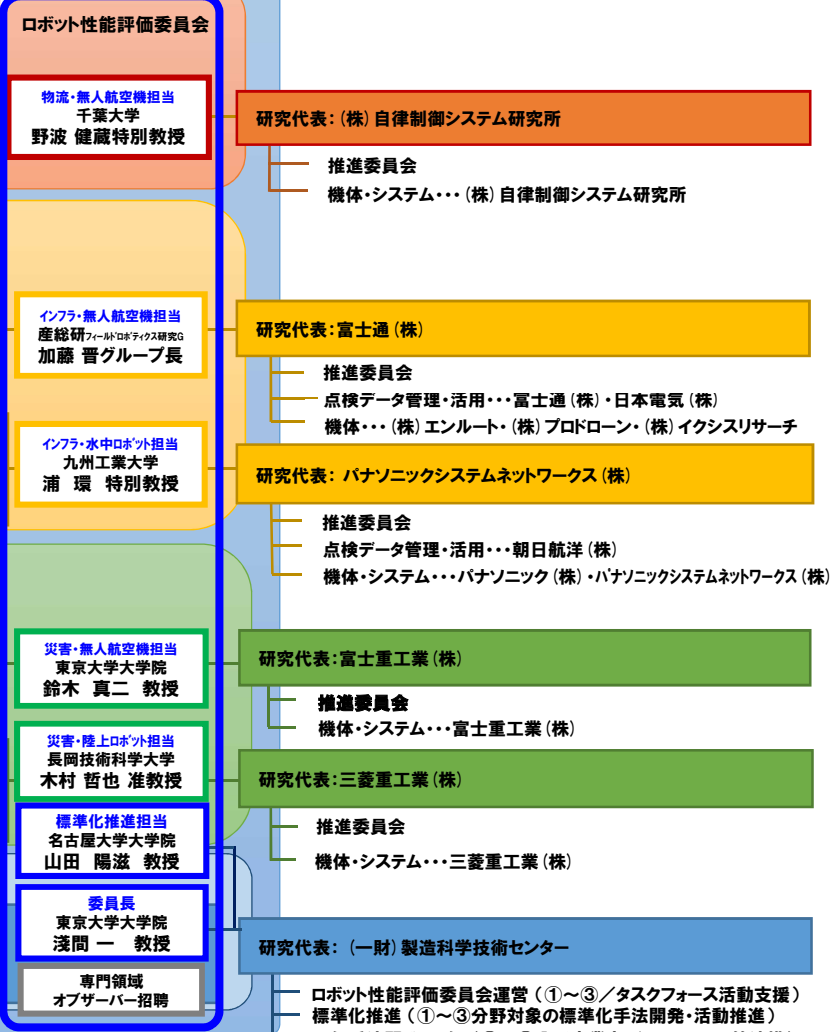 ロボット性能評価委員会
物流・無人航空機担当
千葉大学
野波 健蔵特別教授
研究代表：（株）自律制御システム研究所
推進委員会
機体・システム・・・（株）自律制御システム研究所
インフラ・無人航空機担当
産総研フィールドロボティクス研究G
加藤 晋グループ長
研究代表：富士通（株）
推進委員会
点検データ管理・活用・・・富士通（株）・日本電気（株）
機体・・・（株）エンルート・（株）プロドローン・（株）イクシスリサーチ
インフラ・水中ロボット担当
九州工業大学
浦 環 特別教授
研究代表： パナソニックシステムネットワークス（株）
推進委員会
点検データ管理・活用・・・朝日航洋（株）
機体・システム・・・パナソニック（株）・パナソニックシステムネットワークス（株）
災害・無人航空機担当
東京大学大学院
鈴木 真二 教授
研究代表：富士重工業（株）
推進委員会
機体・システム・・・富士重工業（株）
災害・陸上ロボット担当
長岡技術科学大学
木村 哲也 准教授
研究代表：三菱重工業（株）
推進委員会
機体・システム・・・三菱重工業（株）
標準化推進担当
名古屋大学大学院
山田 陽滋 教授
委員長
東京大学大学院
淺間 一 教授
研究代表： （一財）製造科学技術センター
専門領域
オブザーバー招聘
ロボット性能評価委員会運営（①～③／タスクフォース活動支援）
標準化推進（①～③分野対象の標準化手法開発・活動推進）